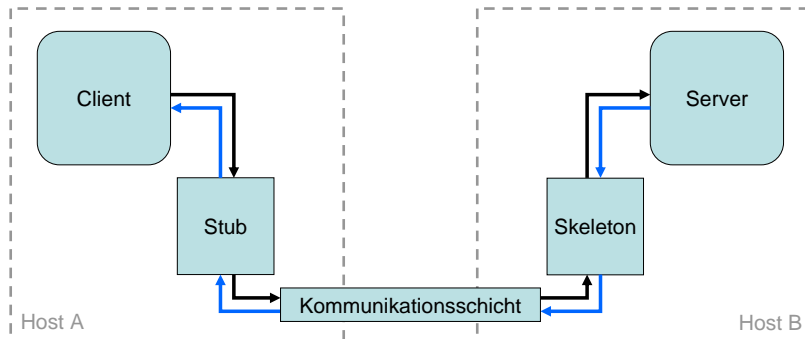 Client
Server
Stub
Skeleton
Kommunikationsschicht
Host A
Host B